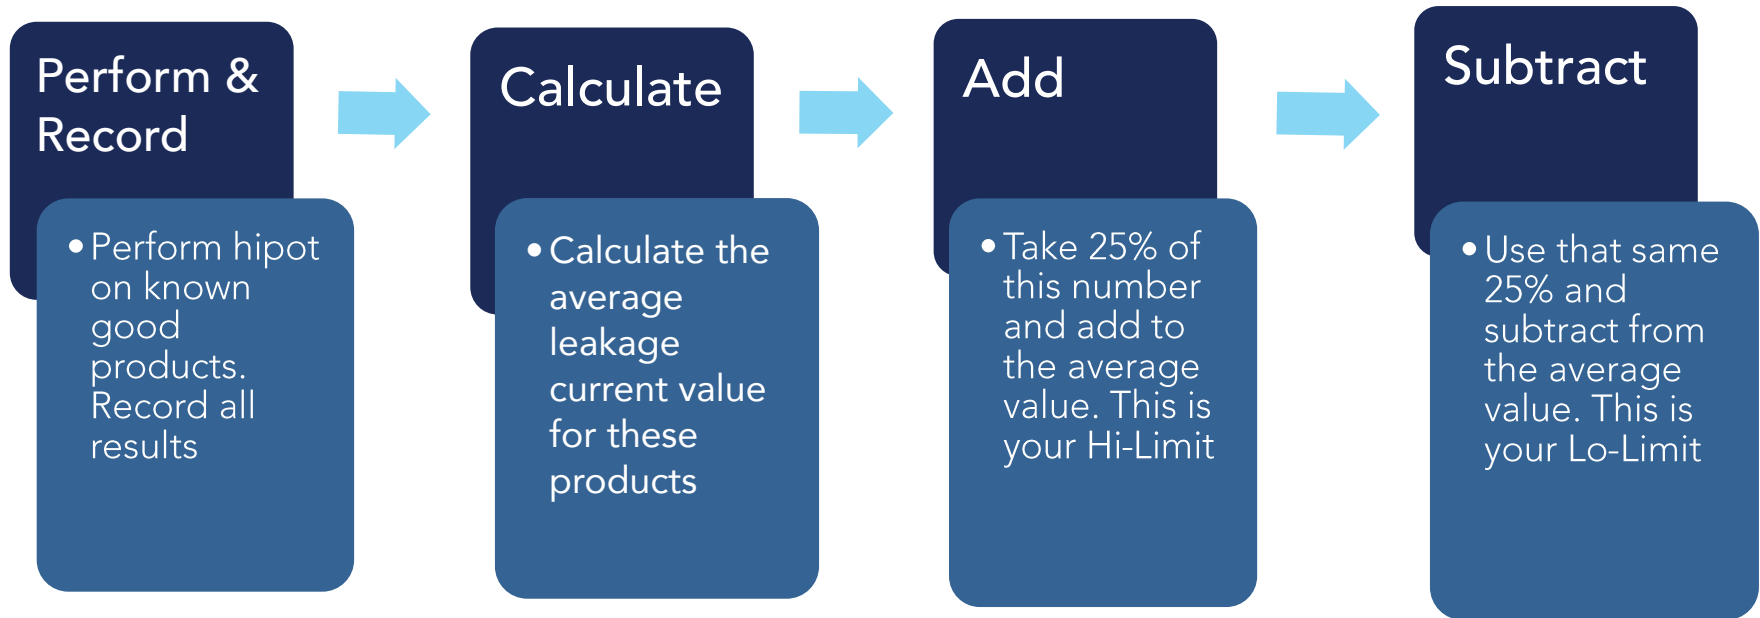 Perform &
Record
• Perform hipot
on known
good
products.
Record all
results
Calculate
• Calculate the
average
leakage
current value
for these
products
Add
• Take 25% of
this number
and add to
the average
value. This is
your Hi-Limit
Subtract
• Use that same
25% and
subtract from
the average
value. This is
your Lo-Limit